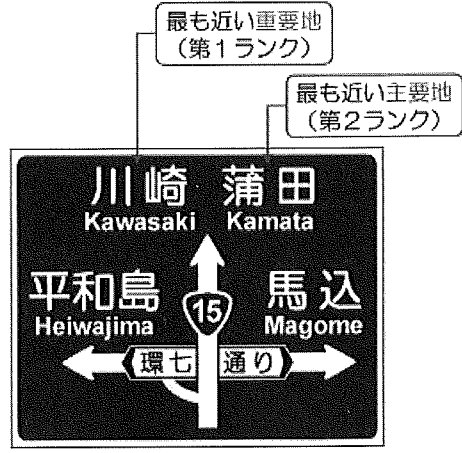 最も近い重要地
（第1ランク）
最も近い主要地
（第2ランク）
川崎 蒲田
Kawasaki Kamata
平和島 馬込
Heiwajima Magome
15
環七 通り